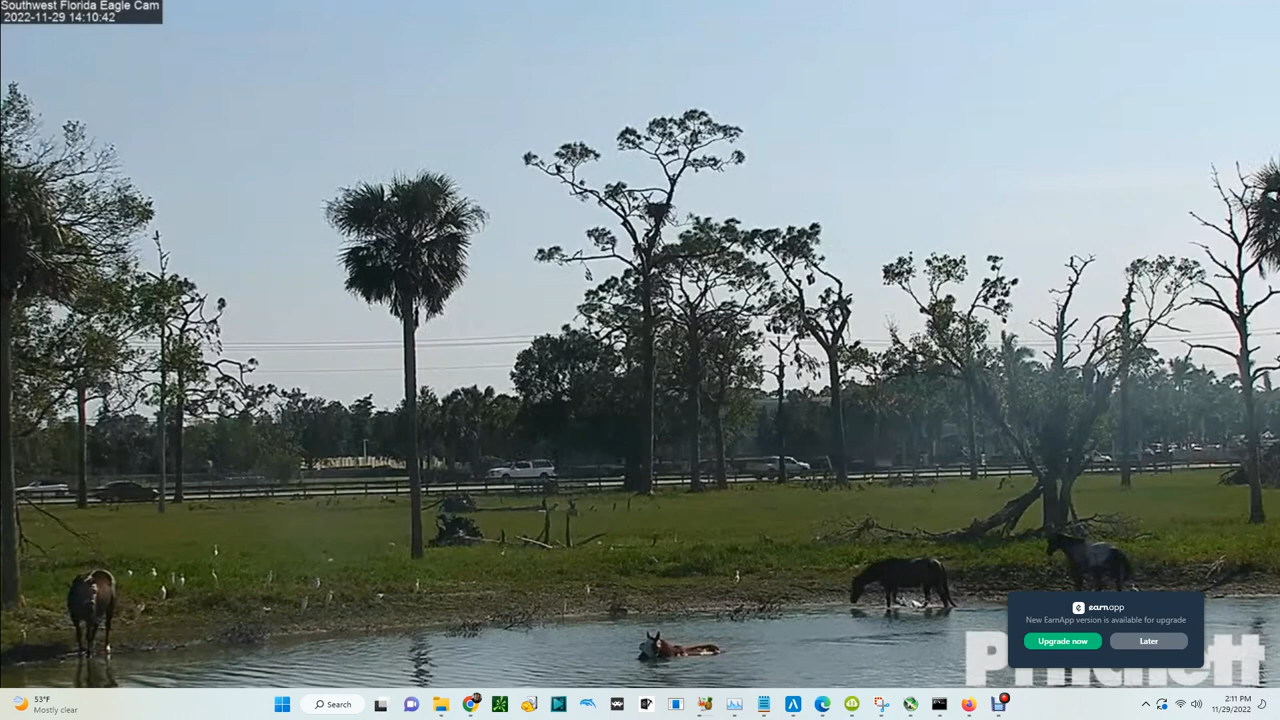 Southwest Florida Eagle Cam
2022-11-29 14:10:42
earnapp
New EarnApp version is available for upgrade
Upgrade now
Later
53°F
Mostly clear
Search
2:11 PM
11/29/2022